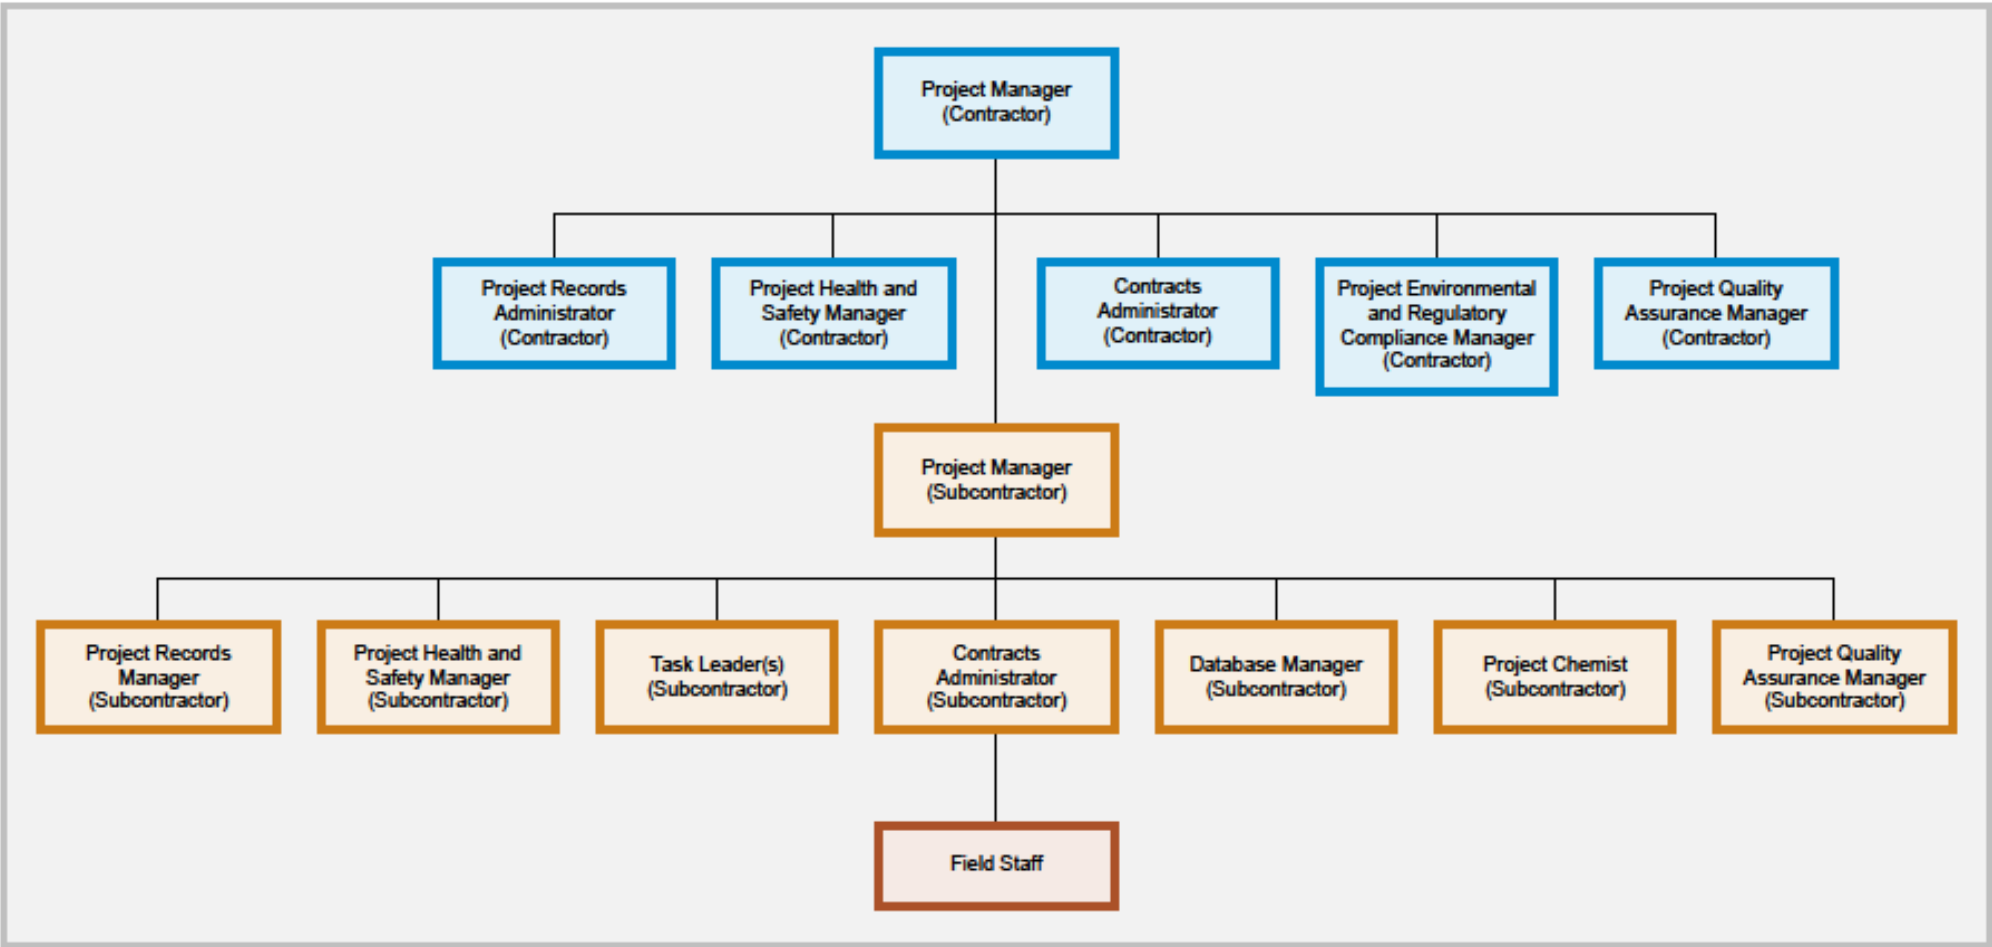 Project Manager
(Contractor)
Project Records
Administrator
(Contractor)
Project Health and
Safety Manager
(Contractor)
Contracts
Administrator
(Contractor)
Project Environmental
and Regulatory
Compliance Manager
(Contractor)
Project Quality
Assurance Manager
(Contractor)
Project Manager
(Subcontractor)
Project Records
Manager
(Subcontractor)
Project Health and
Safety Manager
(Subcontractor)
Task Leader(s)
(Subcontractor)
Contracts
Administrator
(Subcontractor)
Database Manager
(Subcontractor)
Project Chemist
(Subcontractor)
Project Quality
Assurance Manager
(Subcontractor)
Field Staff